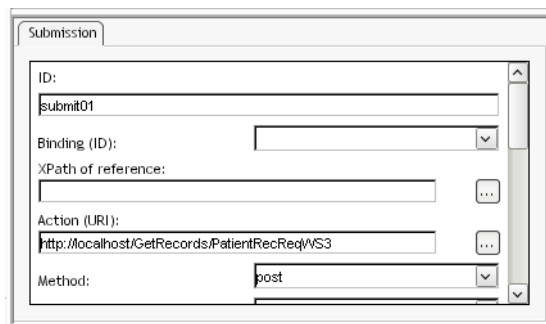 Submission
ID:
submit01
Binding (ID):
XPath of reference:
...
Action (URI):
http://localhost/GetRecords/PatientRecReqWS3
...
Method:
post